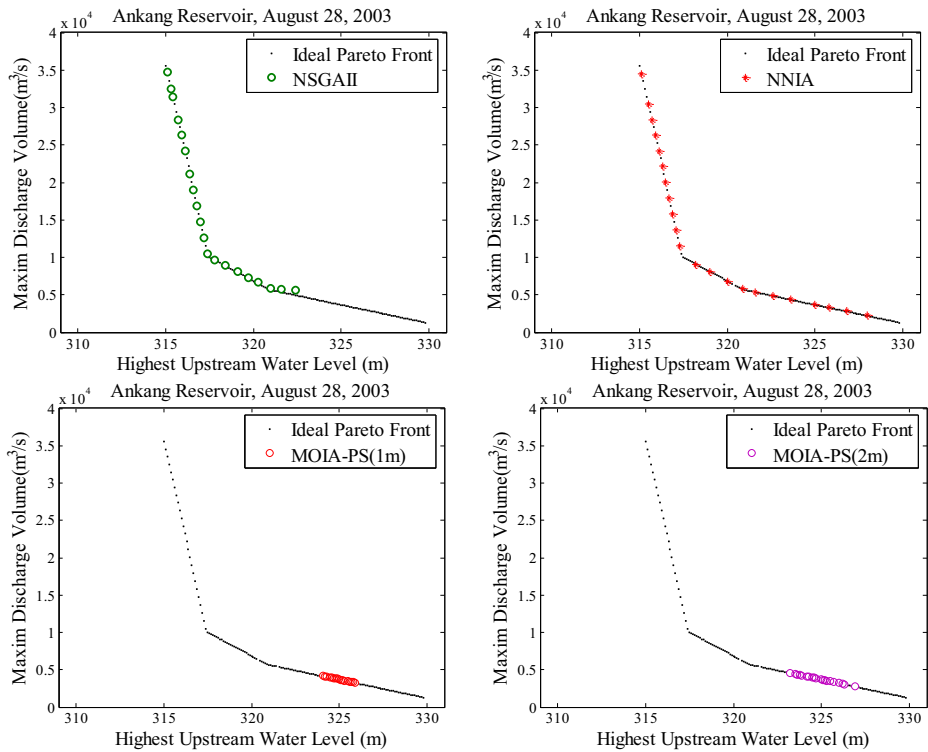 Ankang Reservoir, August 28, 2003
x 10^4
Maxim Discharge Volume(m³/s)
4
3.5
3
2.5
2
1.5
1
0.5
0
310
315
320
325
330
Highest Upstream Water Level (m)
Ideal Pareto Front
NSGAII
Ankang Reservoir, August 28, 2003
x 10^4
Maxim Discharge Volume(m³/s)
4
3.5
3
2.5
2
1.5
1
0.5
0
310
315
320
325
330
Highest Upstream Water Level (m)
Ideal Pareto Front
NNIA
Ankang Reservoir, August 28, 2003
x 10^4
Maxim Discharge Volume(m³/s)
4
3.5
3
2.5
2
1.5
1
0.5
0
310
315
320
325
330
Highest Upstream Water Level (m)
Ideal Pareto Front
MOIA-PS(1m)
Ankang Reservoir, August 28, 2003
x 10^4
Maxim Discharge Volume(m³/s)
4
3.5
3
2.5
2
1.5
1
0.5
0
310
315
320
325
330
Highest Upstream Water Level (m)
Ideal Pareto Front
MOIA-PS(2m)